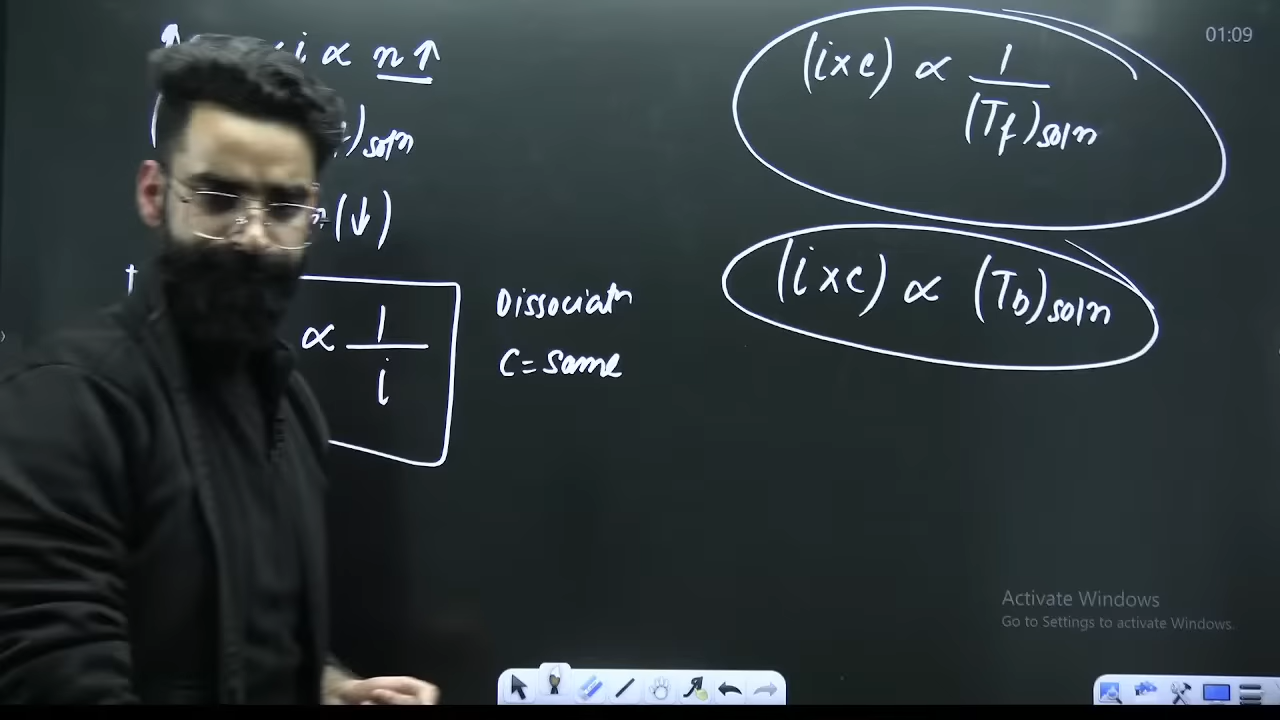 i ∝ n ↑
)soln
(↓)
∝ 1/i
Dissociatn
C = same
(i×c) ∝ 1/(Tf)soln
(i×c) ∝ (Tb)soln
01:09
Activate Windows
Go to Settings to activate Windows.